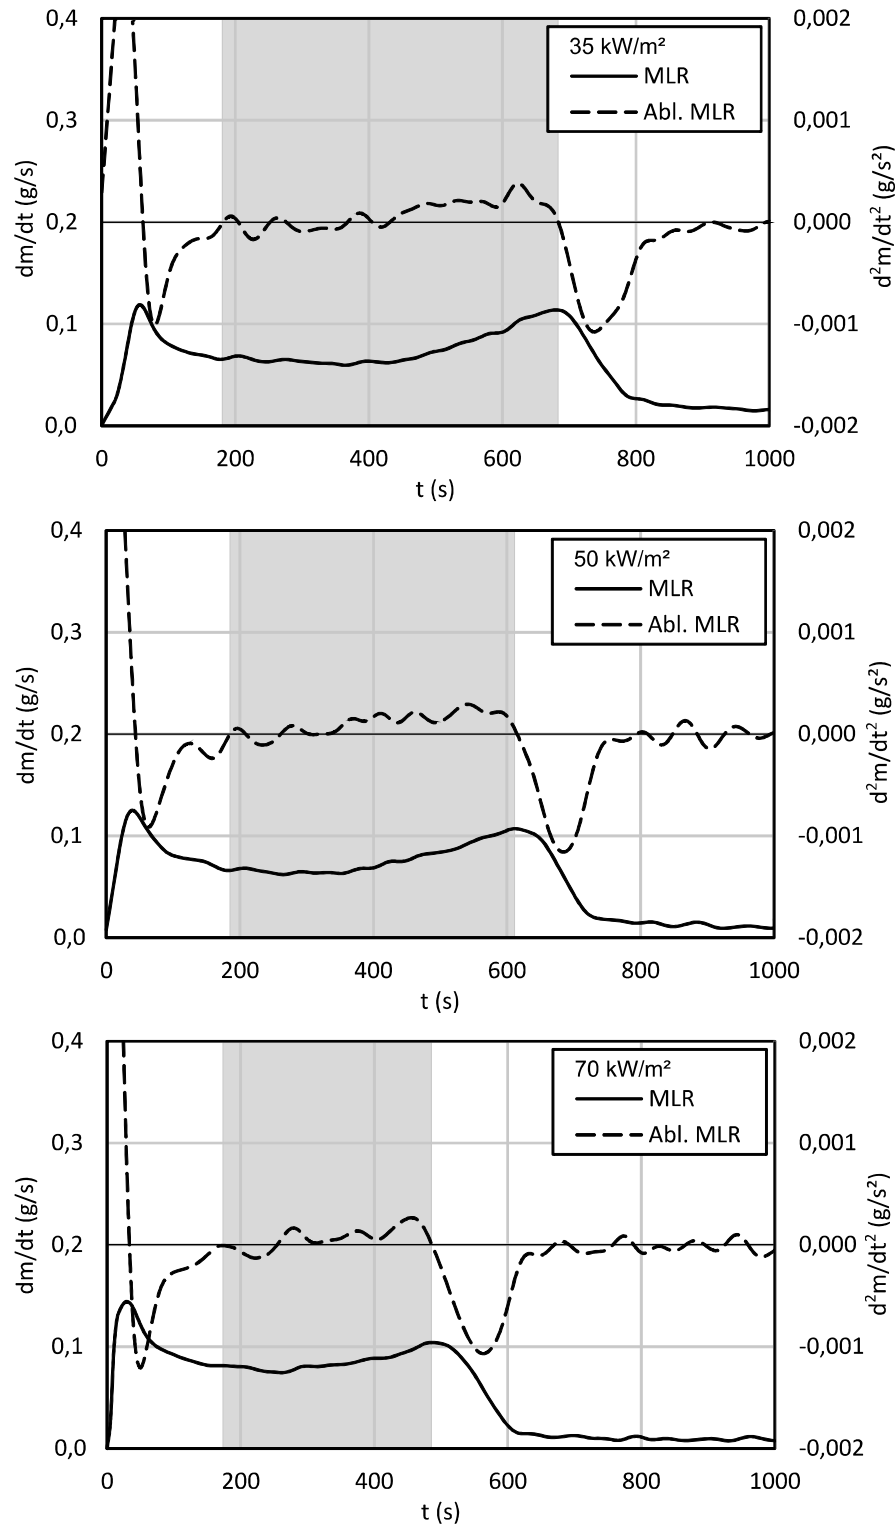 0,4
0,3
0,2
0,1
0,0
dm/dt (g/s)
35 kW/m²
MLR
Abl. MLR
0,002
0,001
0,000
-0,001
-0,002
d²m/dt² (g/s²)
0 200 400 600 800 1000
t (s)
0,4
0,3
0,2
0,1
0,0
dm/dt (g/s)
50 kW/m²
MLR
Abl. MLR
0,002
0,001
0,000
-0,001
-0,002
d²m/dt² (g/s²)
0 200 400 600 800 1000
t (s)
0,4
0,3
0,2
0,1
0,0
dm/dt (g/s)
70 kW/m²
MLR
Abl. MLR
0,002
0,001
0,000
-0,001
-0,002
d²m/dt² (g/s²)
0 200 400 600 800 1000
t (s)